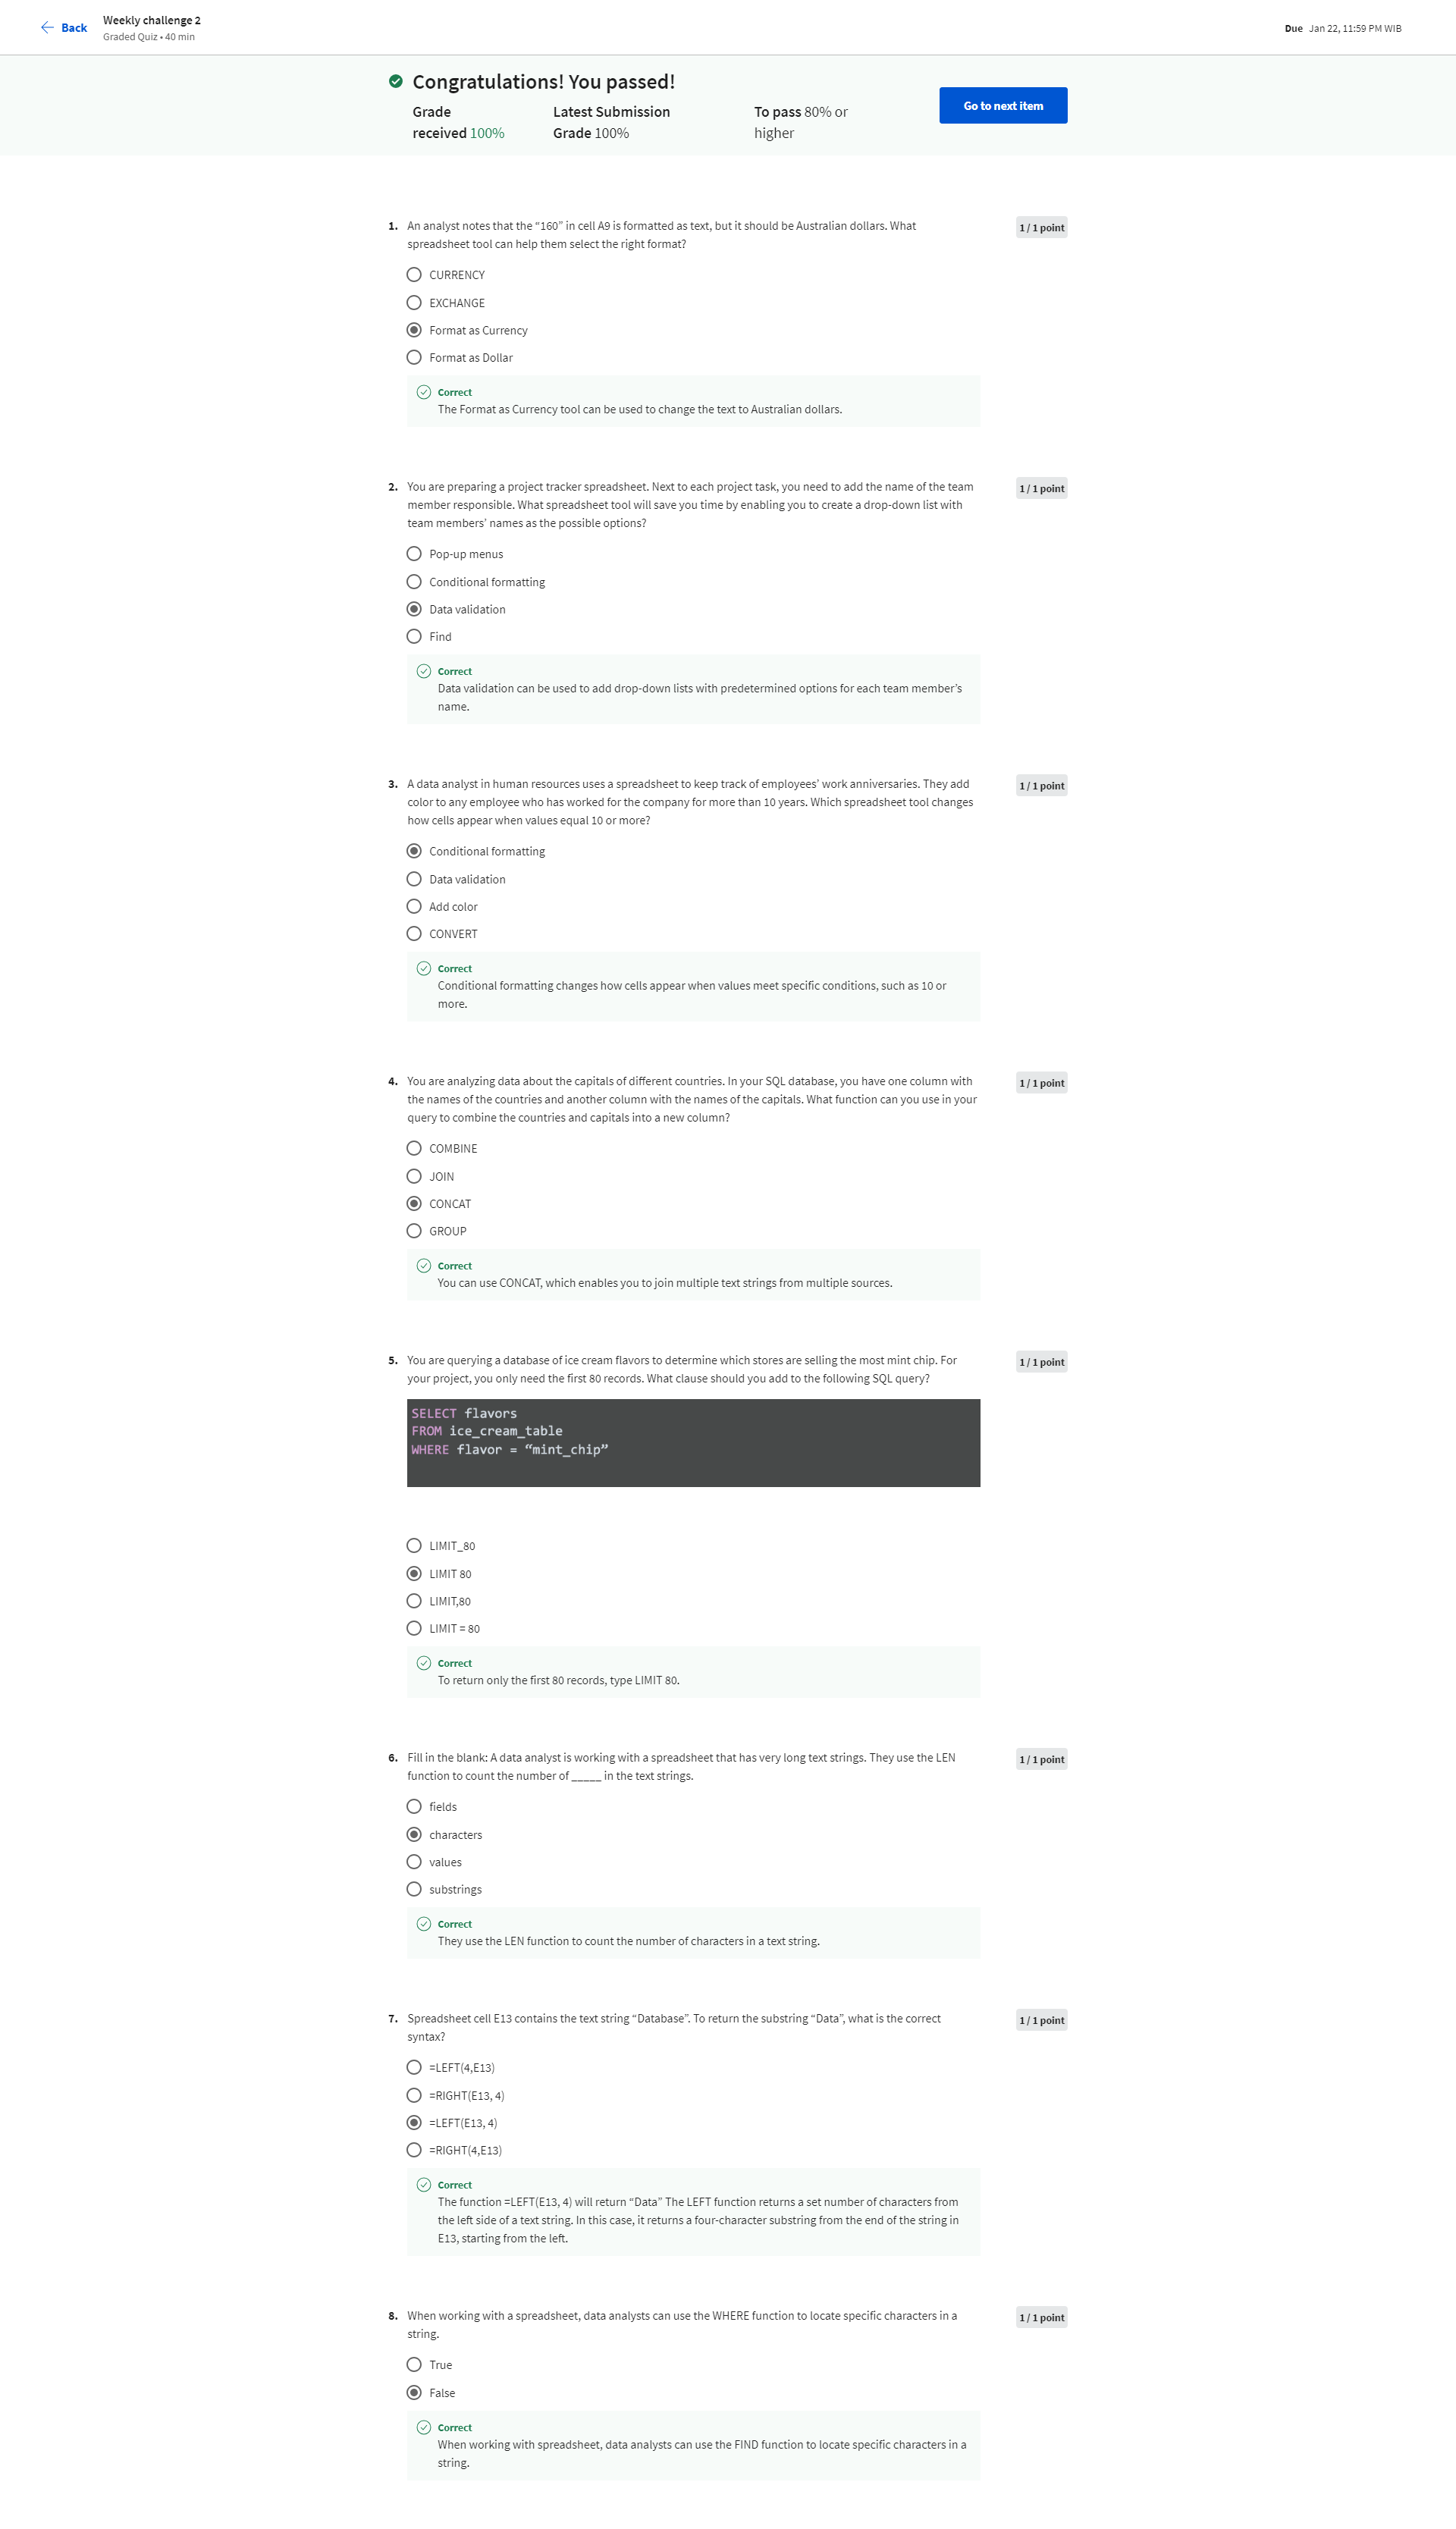 Back
Weekly challenge 2
Graded Quiz • 40 min
Due Jan 22, 11:59 PM WIB
Congratulations! You passed!
Grade
received 100%
Latest Submission
Grade 100%
To pass 80% or
higher
Go to next item
1. An analyst notes that the “160” in cell A9 is formatted as text, but it should be Australian dollars. What
spreadsheet tool can help them select the right format?
1 / 1 point
CURRENCY
EXCHANGE
Format as Currency
Format as Dollar
Correct
The Format as Currency tool can be used to change the text to Australian dollars.
2. You are preparing a project tracker spreadsheet. Next to each project task, you need to add the name of the team
member responsible. What spreadsheet tool will save you time by enabling you to create a drop-down list with
team members’ names as the possible options?
1 / 1 point
Pop-up menus
Conditional formatting
Data validation
Find
Correct
Data validation can be used to add drop-down lists with predetermined options for each team member’s
name.
3. A data analyst in human resources uses a spreadsheet to keep track of employees’ work anniversaries. They add
color to any employee who has worked for the company for more than 10 years. Which spreadsheet tool changes
how cells appear when values equal 10 or more?
1 / 1 point
Conditional formatting
Data validation
Add color
CONVERT
Correct
Conditional formatting changes how cells appear when values meet specific conditions, such as 10 or
more.
4. You are analyzing data about the capitals of different countries. In your SQL database, you have one column with
the names of the countries and another column with the names of the capitals. What function can you use in your
query to combine the countries and capitals into a new column?
1 / 1 point
COMBINE
JOIN
CONCAT
GROUP
Correct
You can use CONCAT, which enables you to join multiple text strings from multiple sources.
5. You are querying a database of ice cream flavors to determine which stores are selling the most mint chip. For
your project, you only need the first 80 records. What clause should you add to the following SQL query?
1 / 1 point
SELECT flavors
FROM ice_cream_table
WHERE flavor = “mint_chip”
LIMIT_80
LIMIT 80
LIMIT,80
LIMIT = 80
Correct
To return only the first 80 records, type LIMIT 80.
6. Fill in the blank: A data analyst is working with a spreadsheet that has very long text strings. They use the LEN
function to count the number of _____ in the text strings.
1 / 1 point
fields
characters
values
substrings
Correct
They use the LEN function to count the number of characters in a text string.
7. Spreadsheet cell E13 contains the text string “Database”. To return the substring “Data”, what is the correct
syntax?
1 / 1 point
=LEFT(4,E13)
=RIGHT(E13, 4)
=LEFT(E13, 4)
=RIGHT(4,E13)
Correct
The function =LEFT(E13, 4) will return “Data” The LEFT function returns a set number of characters from
the left side of a text string. In this case, it returns a four-character substring from the end of the string in
E13, starting from the left.
8. When working with a spreadsheet, data analysts can use the WHERE function to locate specific characters in a
string.
1 / 1 point
True
False
Correct
When working with spreadsheet, data analysts can use the FIND function to locate specific characters in a
string.